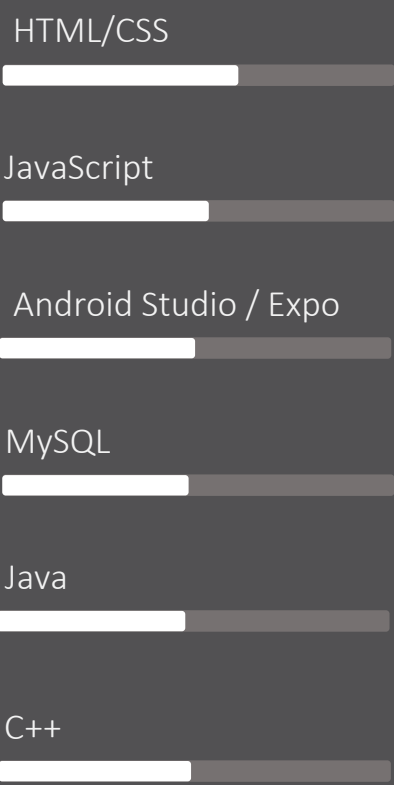 HTML/CSS
JavaScript
Android Studio / Expo
MySQL
Java
C++